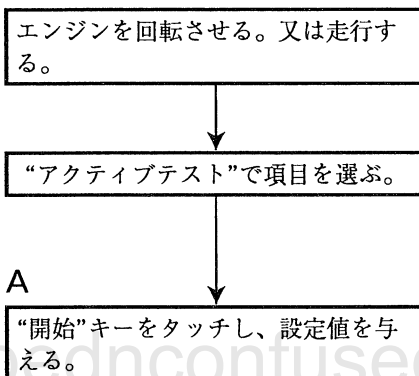 エンジンを回転させる。又は走行す
る。
“アクティブテスト”で項目を選ぶ。
A
“開始”キーをタッチし、設定値を与
える。